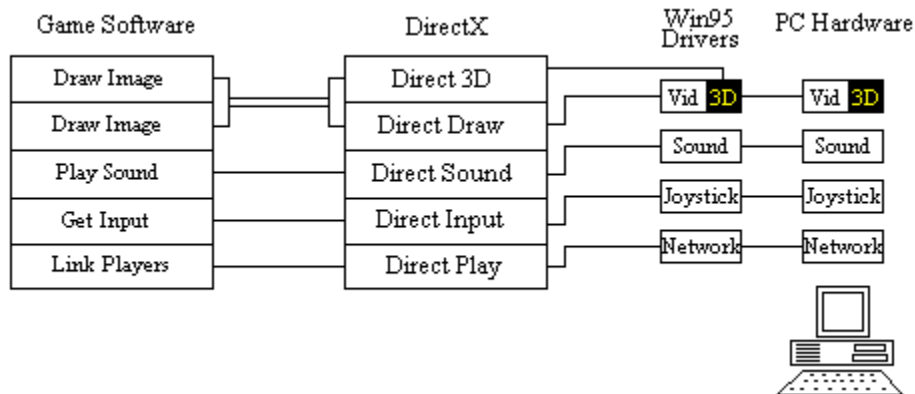 Game Software
DirectX
Win95
Drivers
PC Hardware
Draw Image
Direct 3D
Vid 3D
Vid 3D
Draw Image
Direct Draw
Sound
Sound
Play Sound
Direct Sound
Joystick
Joystick
Get Input
Direct Input
Network
Network
Link Players
Direct Play